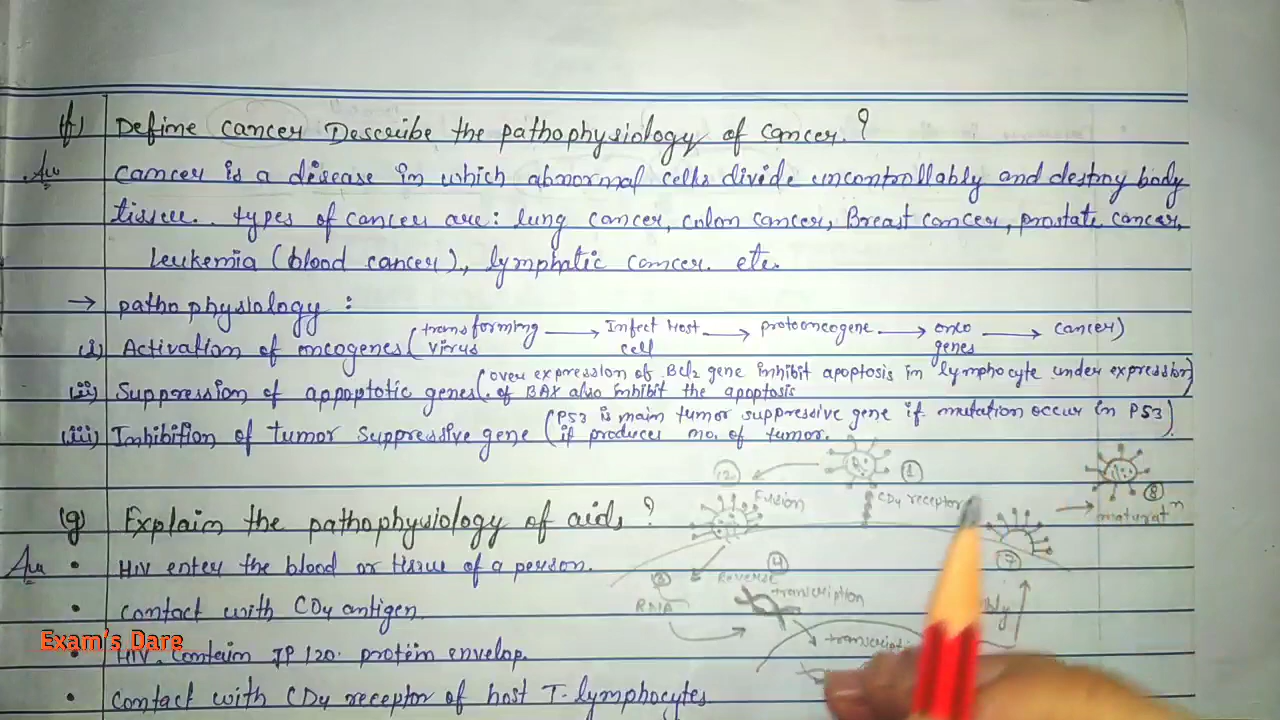 (f) Define cancer Describe the pathophysiology of cancer.?
Ans Cancer is a disease in which abnormal cells divide uncontrollably and destroy body
tissue. types of cancer are: lung cancer, colon cancer, Breast cancer, prostate cancer,
leukemia (blood cancer), lymphatic cancer. etc.
→ pathophysiology :
(i) Activation of oncogenes (transforming virus → Infect Host cell → protooncogene → onco genes → cancer)
(ii) Suppression of appoptotic genes (over expression of Bcl2 gene inhibit apoptosis in lymphocyte under expression)
of BAX also inhibit the apoptosis
(iii) Inhibition of tumor suppressive gene (P53 is main tumor suppressive gene if mutation occur in P53)
if produces no. of tumor.
(g) Explain the pathophysiology of aids ?
Ans • HIV enter the blood or tissue of a person.
• Contact with CD4 antigen
• HIV. Contain JP 120. protein envelop.
• Contact with CD4 receptor of host T-lymphocytes
1
CD4 receptor
2
Fusion
3
RNA
4
Reverse
transcription
7
8
maturatn
Exam's Dare